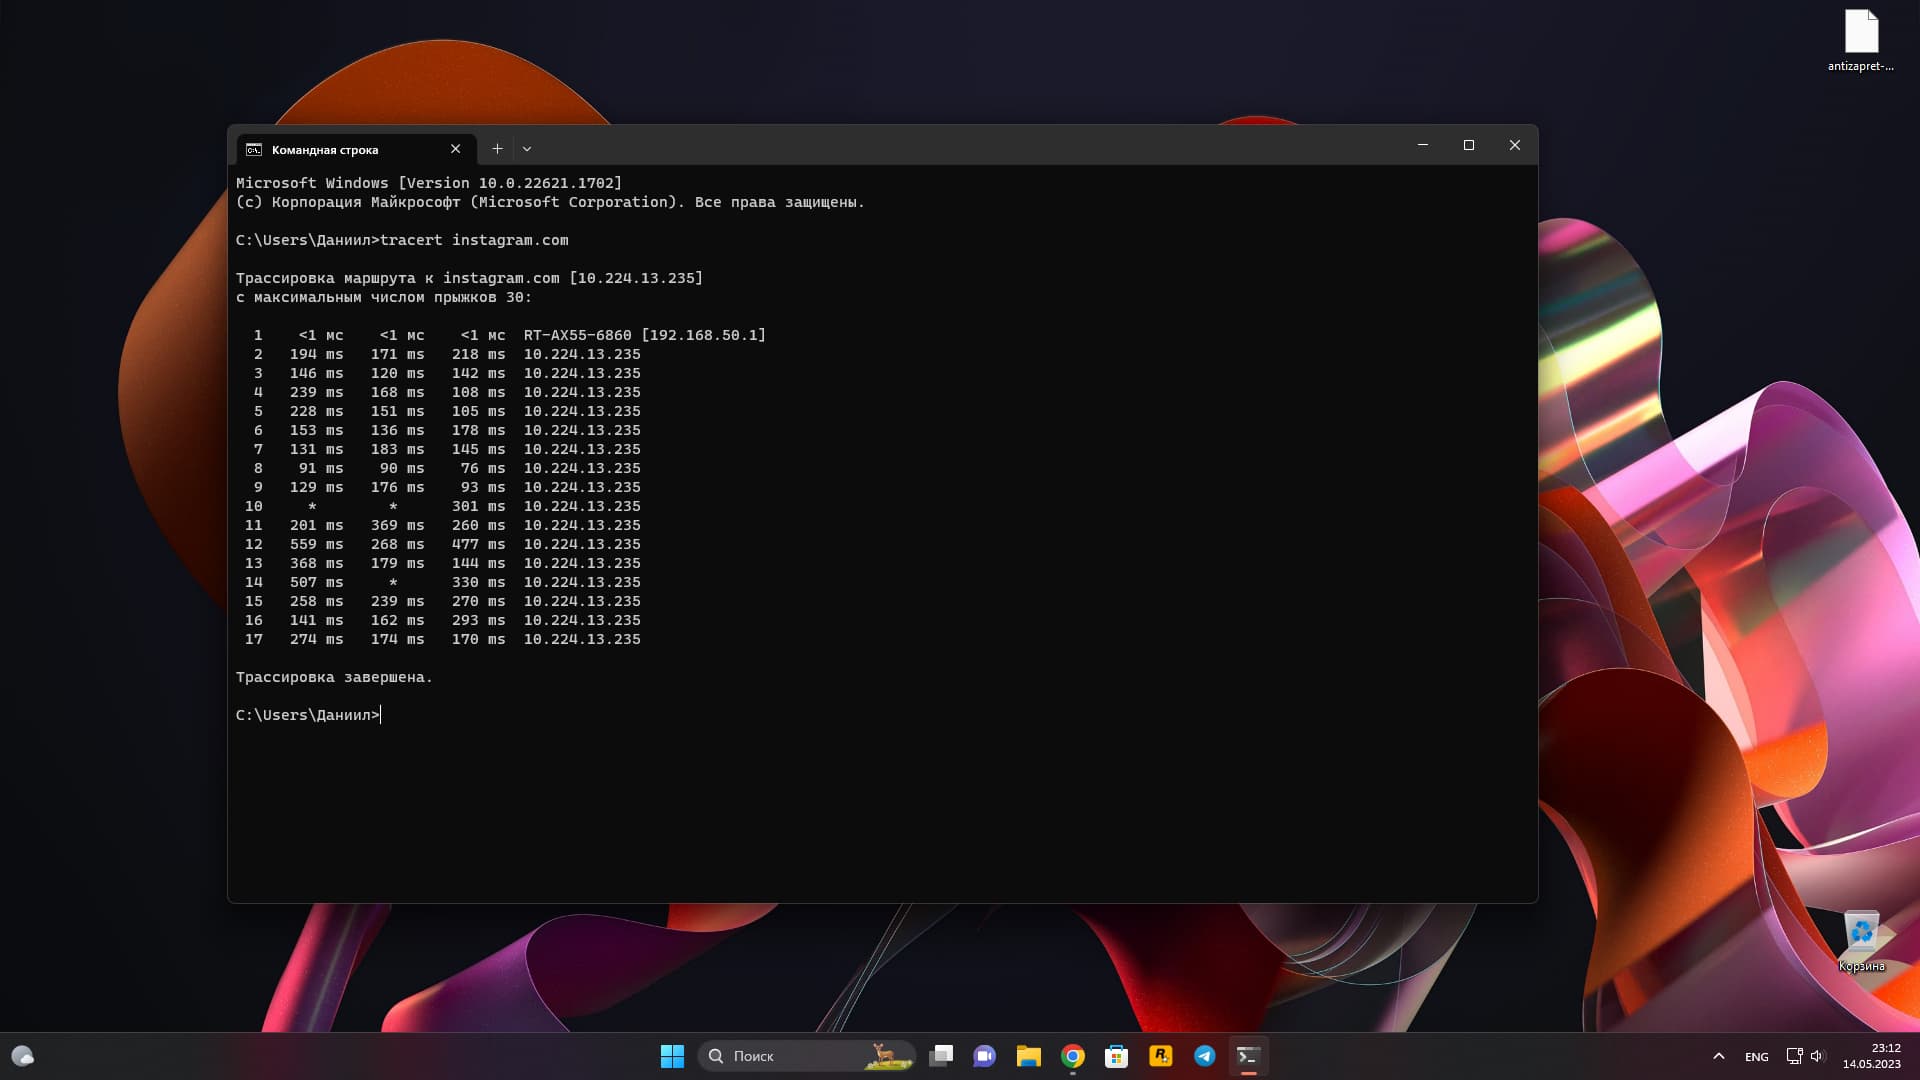 antizapret-...
Командная строка
Microsoft Windows [Version 10.0.22621.1702]
(c) Корпорация Майкрософт (Microsoft Corporation). Все права защищены.
C:\Users\Даниил>tracert instagram.com
Трассировка маршрута к instagram.com [10.224.13.235]
с максимальным числом прыжков 30:
1 <1 мс <1 мс <1 мс RT-AX55-6860 [192.168.50.1]
2 194 ms 171 ms 218 ms 10.224.13.235
3 146 ms 120 ms 142 ms 10.224.13.235
4 239 ms 168 ms 108 ms 10.224.13.235
5 228 ms 151 ms 105 ms 10.224.13.235
6 153 ms 136 ms 178 ms 10.224.13.235
7 131 ms 183 ms 145 ms 10.224.13.235
8 91 ms 90 ms 76 ms 10.224.13.235
9 129 ms 176 ms 93 ms 10.224.13.235
10 * * 301 ms 10.224.13.235
11 201 ms 369 ms 260 ms 10.224.13.235
12 559 ms 268 ms 477 ms 10.224.13.235
13 368 ms 179 ms 144 ms 10.224.13.235
14 507 ms * 330 ms 10.224.13.235
15 258 ms 239 ms 270 ms 10.224.13.235
16 141 ms 162 ms 293 ms 10.224.13.235
17 274 ms 174 ms 170 ms 10.224.13.235
Трассировка завершена.
C:\Users\Даниил>
Корзина
Поиск
ENG
23:12
14.05.2023